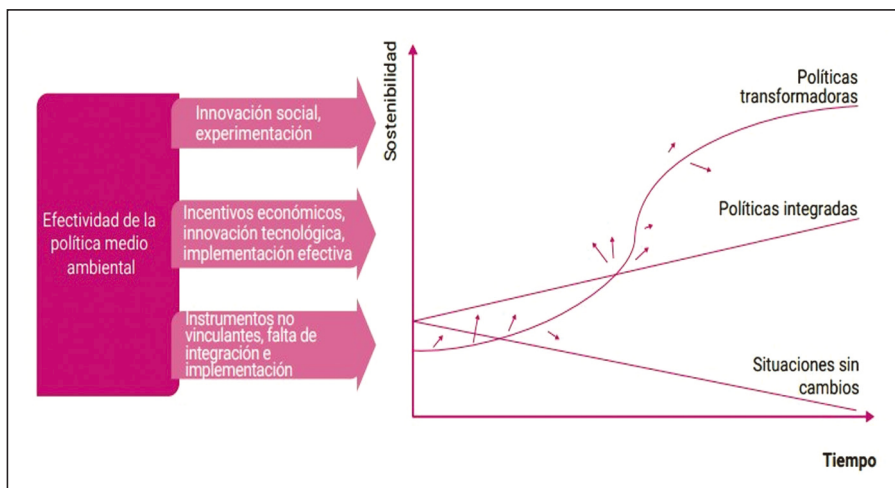 Efectividad de la
política medio
ambiental
Innovación social,
experimentación
Incentivos económicos,
innovación tecnológica,
implementación efectiva
Instrumentos no
vinculantes, falta de
integración e
implementación
Sostenibilidad
Políticas
transformadoras
Políticas integradas
Situaciones sin
cambios
Tiempo